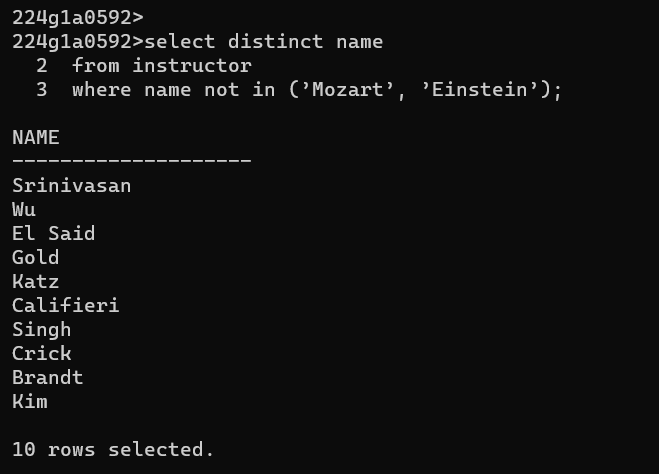 224g1a0592>
224g1a0592>select distinct name
  2  from instructor
  3  where name not in (’Mozart’, ’Einstein’);

NAME
--------------------
Srinivasan
Wu
El Said
Gold
Katz
Califieri
Singh
Crick
Brandt
Kim

10 rows selected.